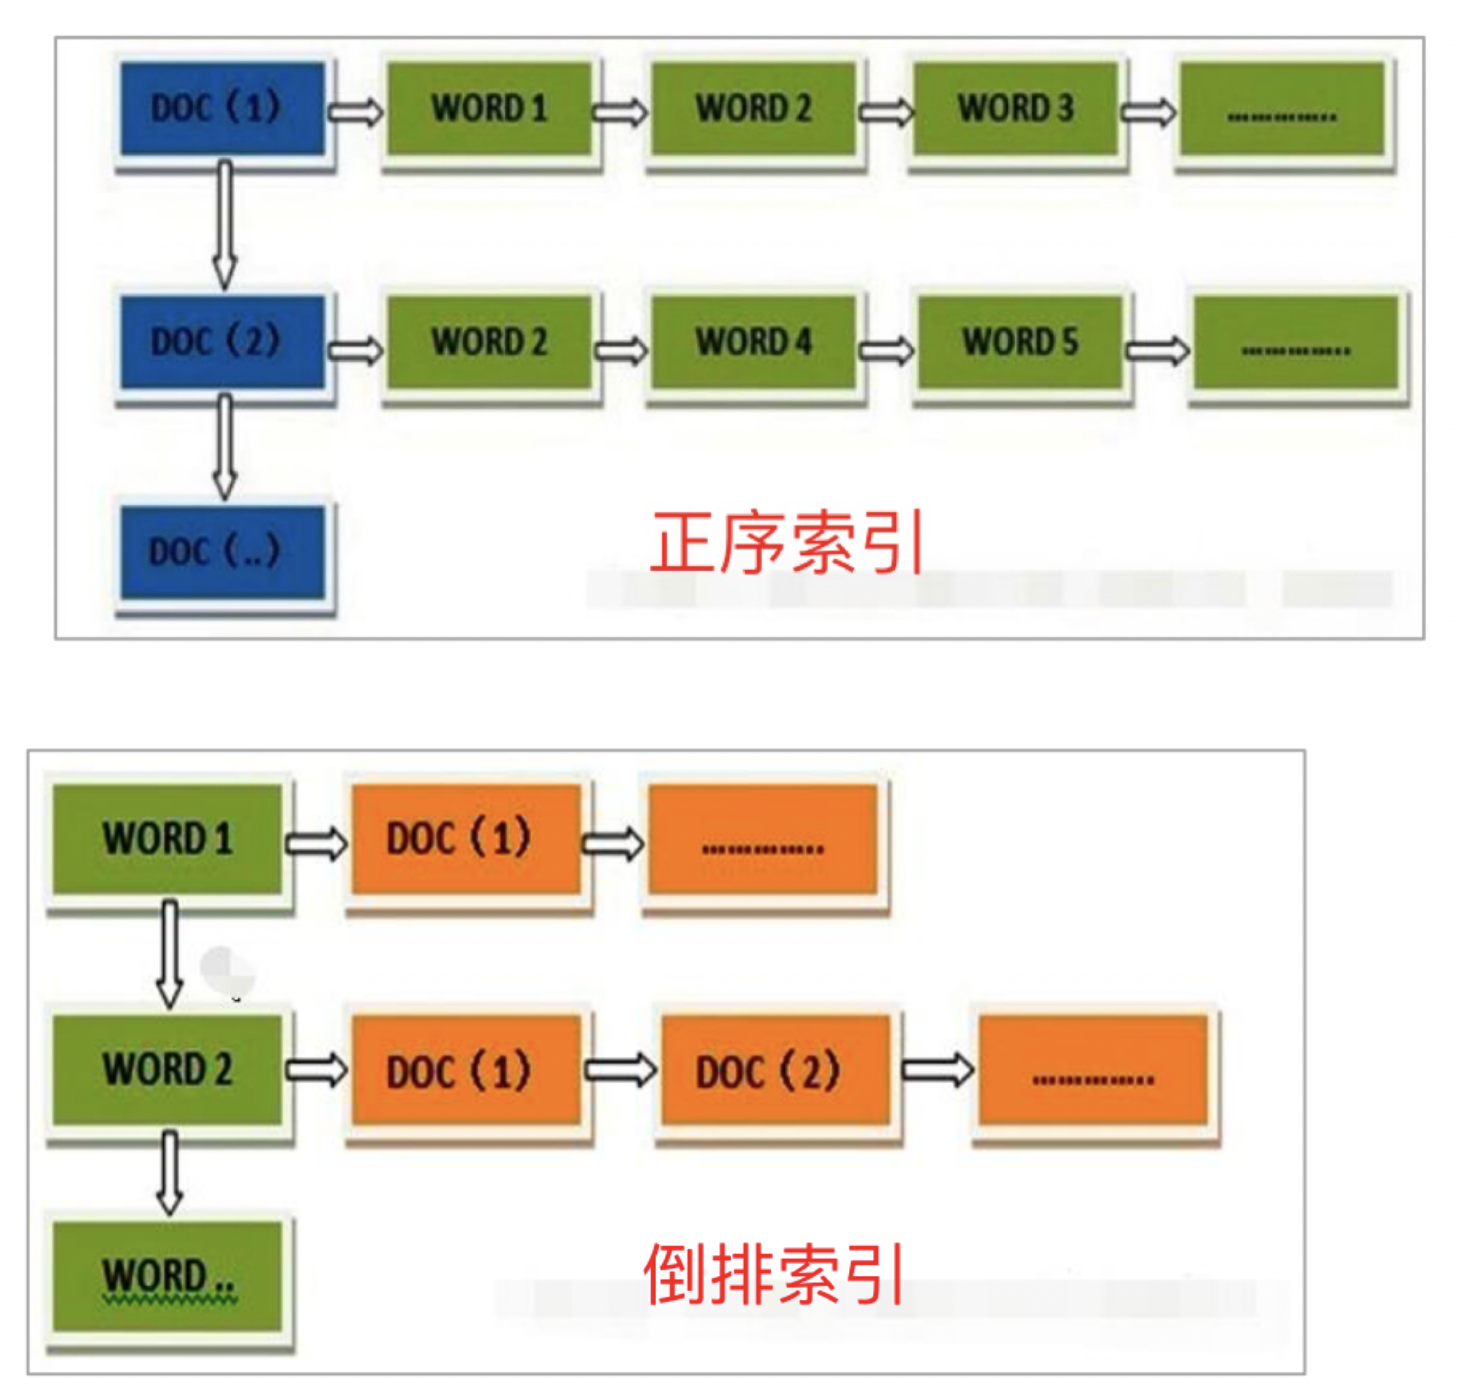 DOC（1） WORD 1 WORD 2 WORD 3 ..............
DOC（2） WORD 2 WORD 4 WORD 5 ..............
DOC（..）
正序索引
WORD 1 DOC（1） ..............
WORD 2 DOC（1） DOC（2） ..............
WORD ..
倒排索引